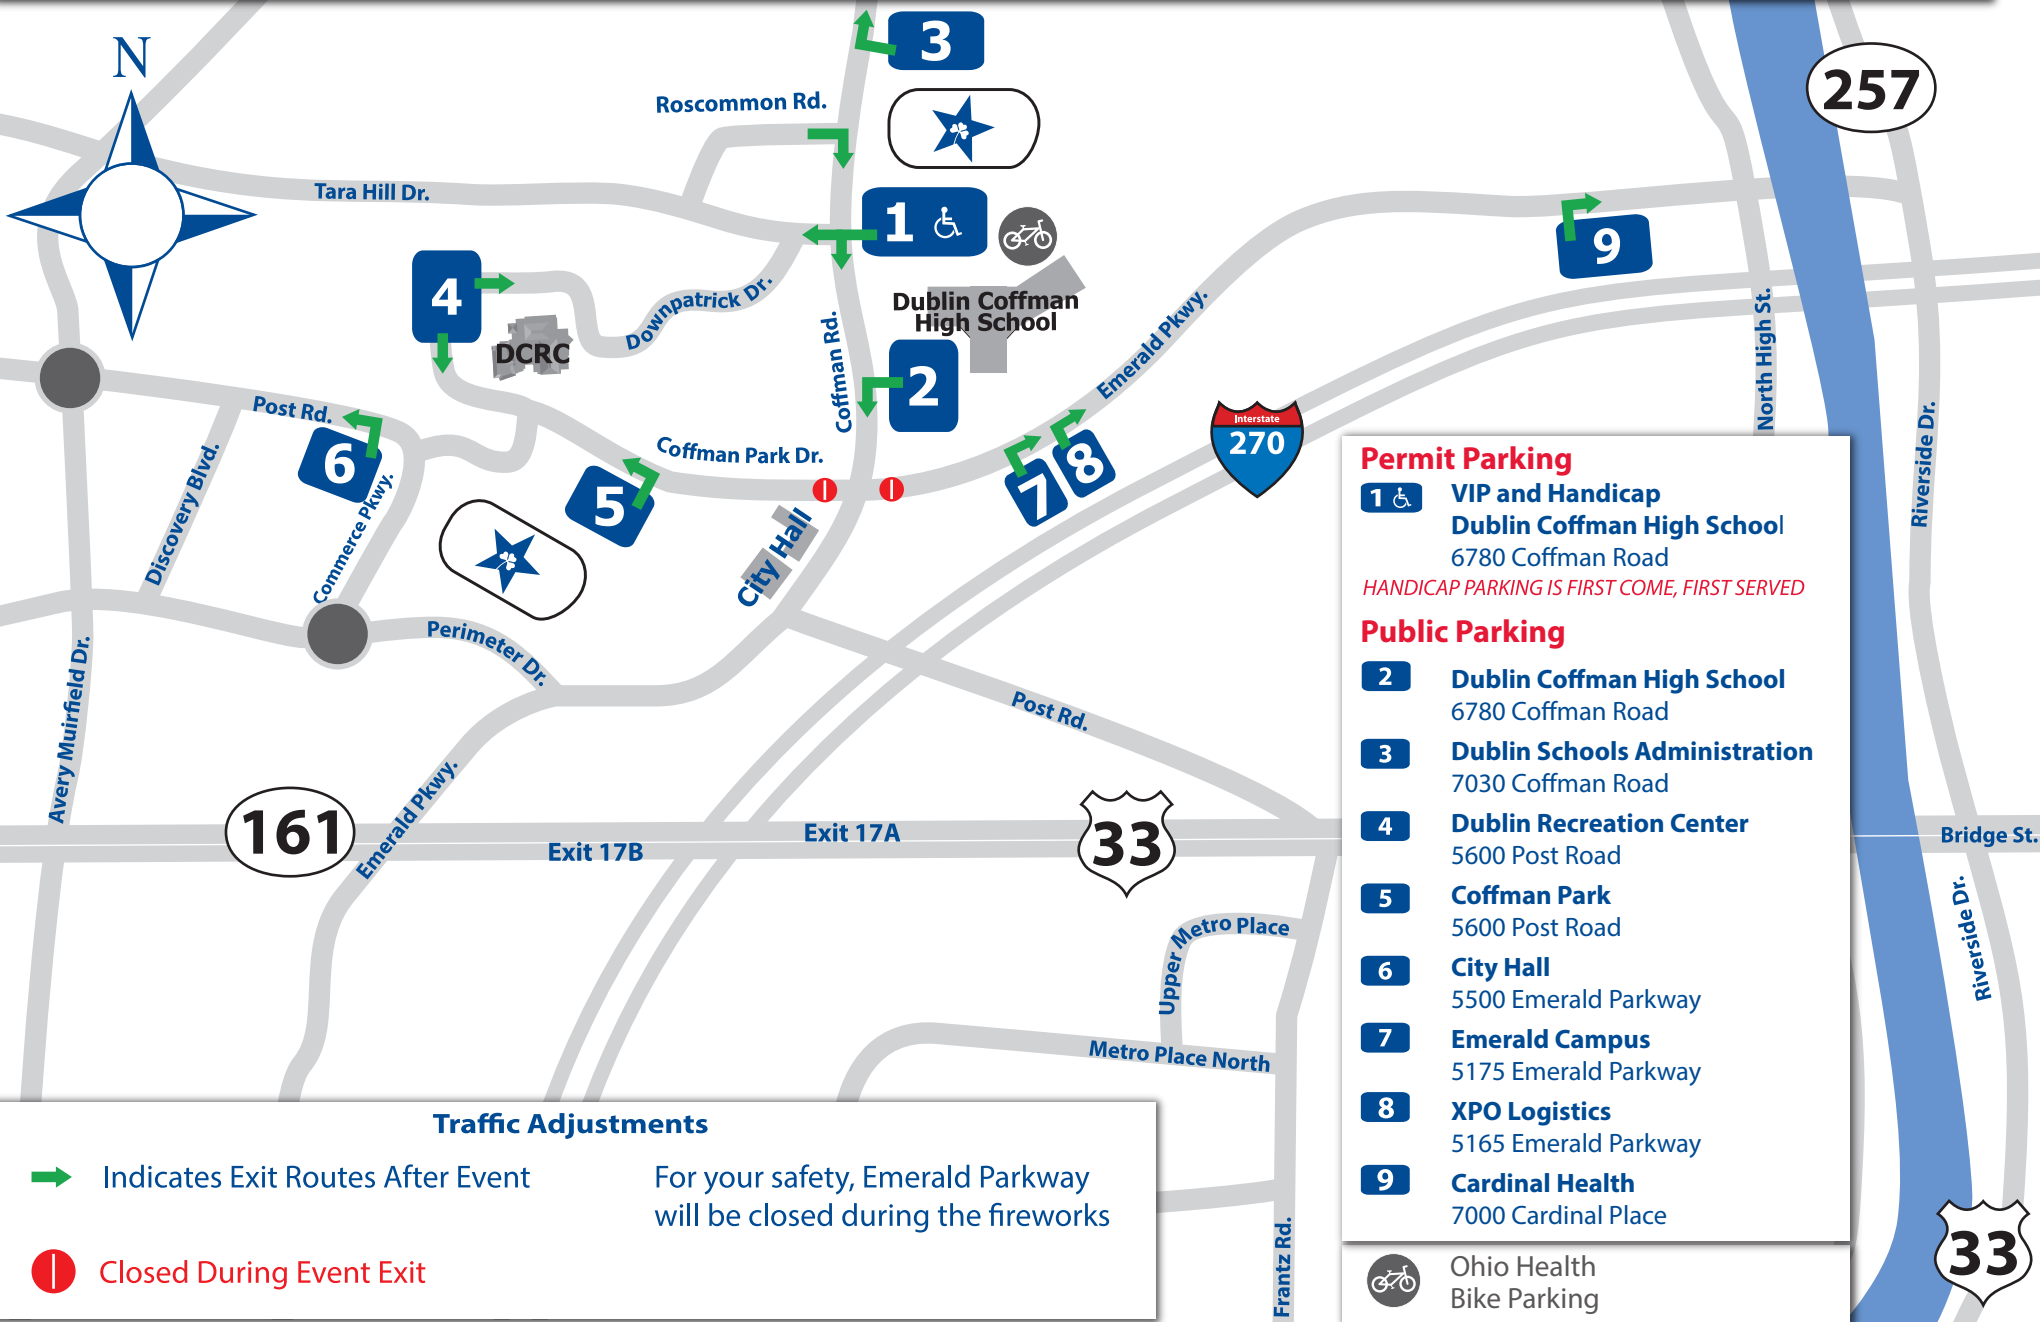 N
3
257
Roscommon Rd.
Tara Hill Dr.
1
9
4
Downpatrick Dr.
Dublin Coffman
High School
DCRC
Coffman Rd.
2
Emerald Pkwy.
North High St.
Post Rd.
6
Coffman Park Dr.
Interstate
270
Discovery Blvd.
Commerce Pkwy.
5
7
8
City Hall
Riverside Dr.
Perimeter Dr.
Avery Muirfield Dr.
Post Rd.
Emerald Pkwy.
161
Exit 17B
Exit 17A
33
Bridge St.
Riverside Dr.
Upper Metro Place
Metro Place North
Frantz Rd.
33
Permit Parking
1 VIP and Handicap
Dublin Coffman High School
6780 Coffman Road
HANDICAP PARKING IS FIRST COME, FIRST SERVED
Public Parking
2 Dublin Coffman High School
6780 Coffman Road
3 Dublin Schools Administration
7030 Coffman Road
4 Dublin Recreation Center
5600 Post Road
5 Coffman Park
5600 Post Road
6 City Hall
5500 Emerald Parkway
7 Emerald Campus
5175 Emerald Parkway
8 XPO Logistics
5165 Emerald Parkway
9 Cardinal Health
7000 Cardinal Place
Ohio Health
Bike Parking
Traffic Adjustments
Indicates Exit Routes After Event
Closed During Event Exit
For your safety, Emerald Parkway
will be closed during the fireworks